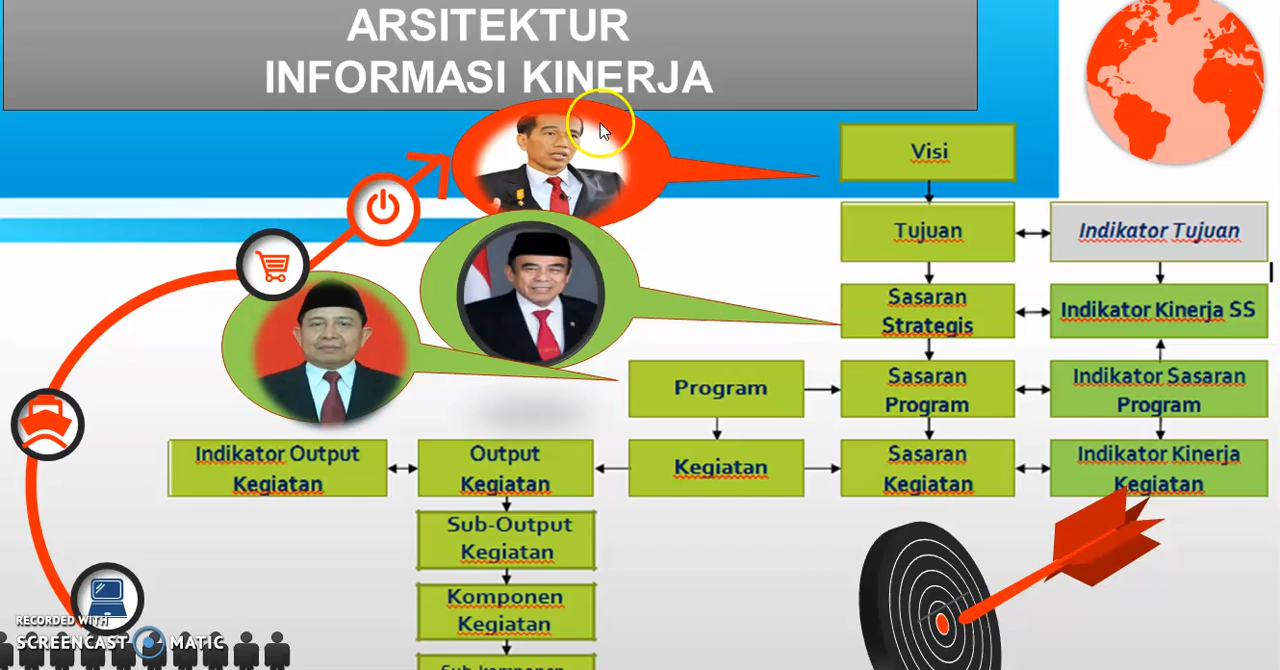 ARSITEKTUR
INFORMASI KINERJA
Visi
Tujuan
Indikator Tujuan
Sasaran
Strategis
Indikator Kinerja SS
Program
Sasaran
Program
Indikator Sasaran
Program
Indikator Output
Kegiatan
Output
Kegiatan
Kegiatan
Sasaran
Kegiatan
Indikator Kinerja
Kegiatan
Sub-Output
Kegiatan
Komponen
Kegiatan
Sub-komponen
RECORDED WITH
SCREENCAST MATIC